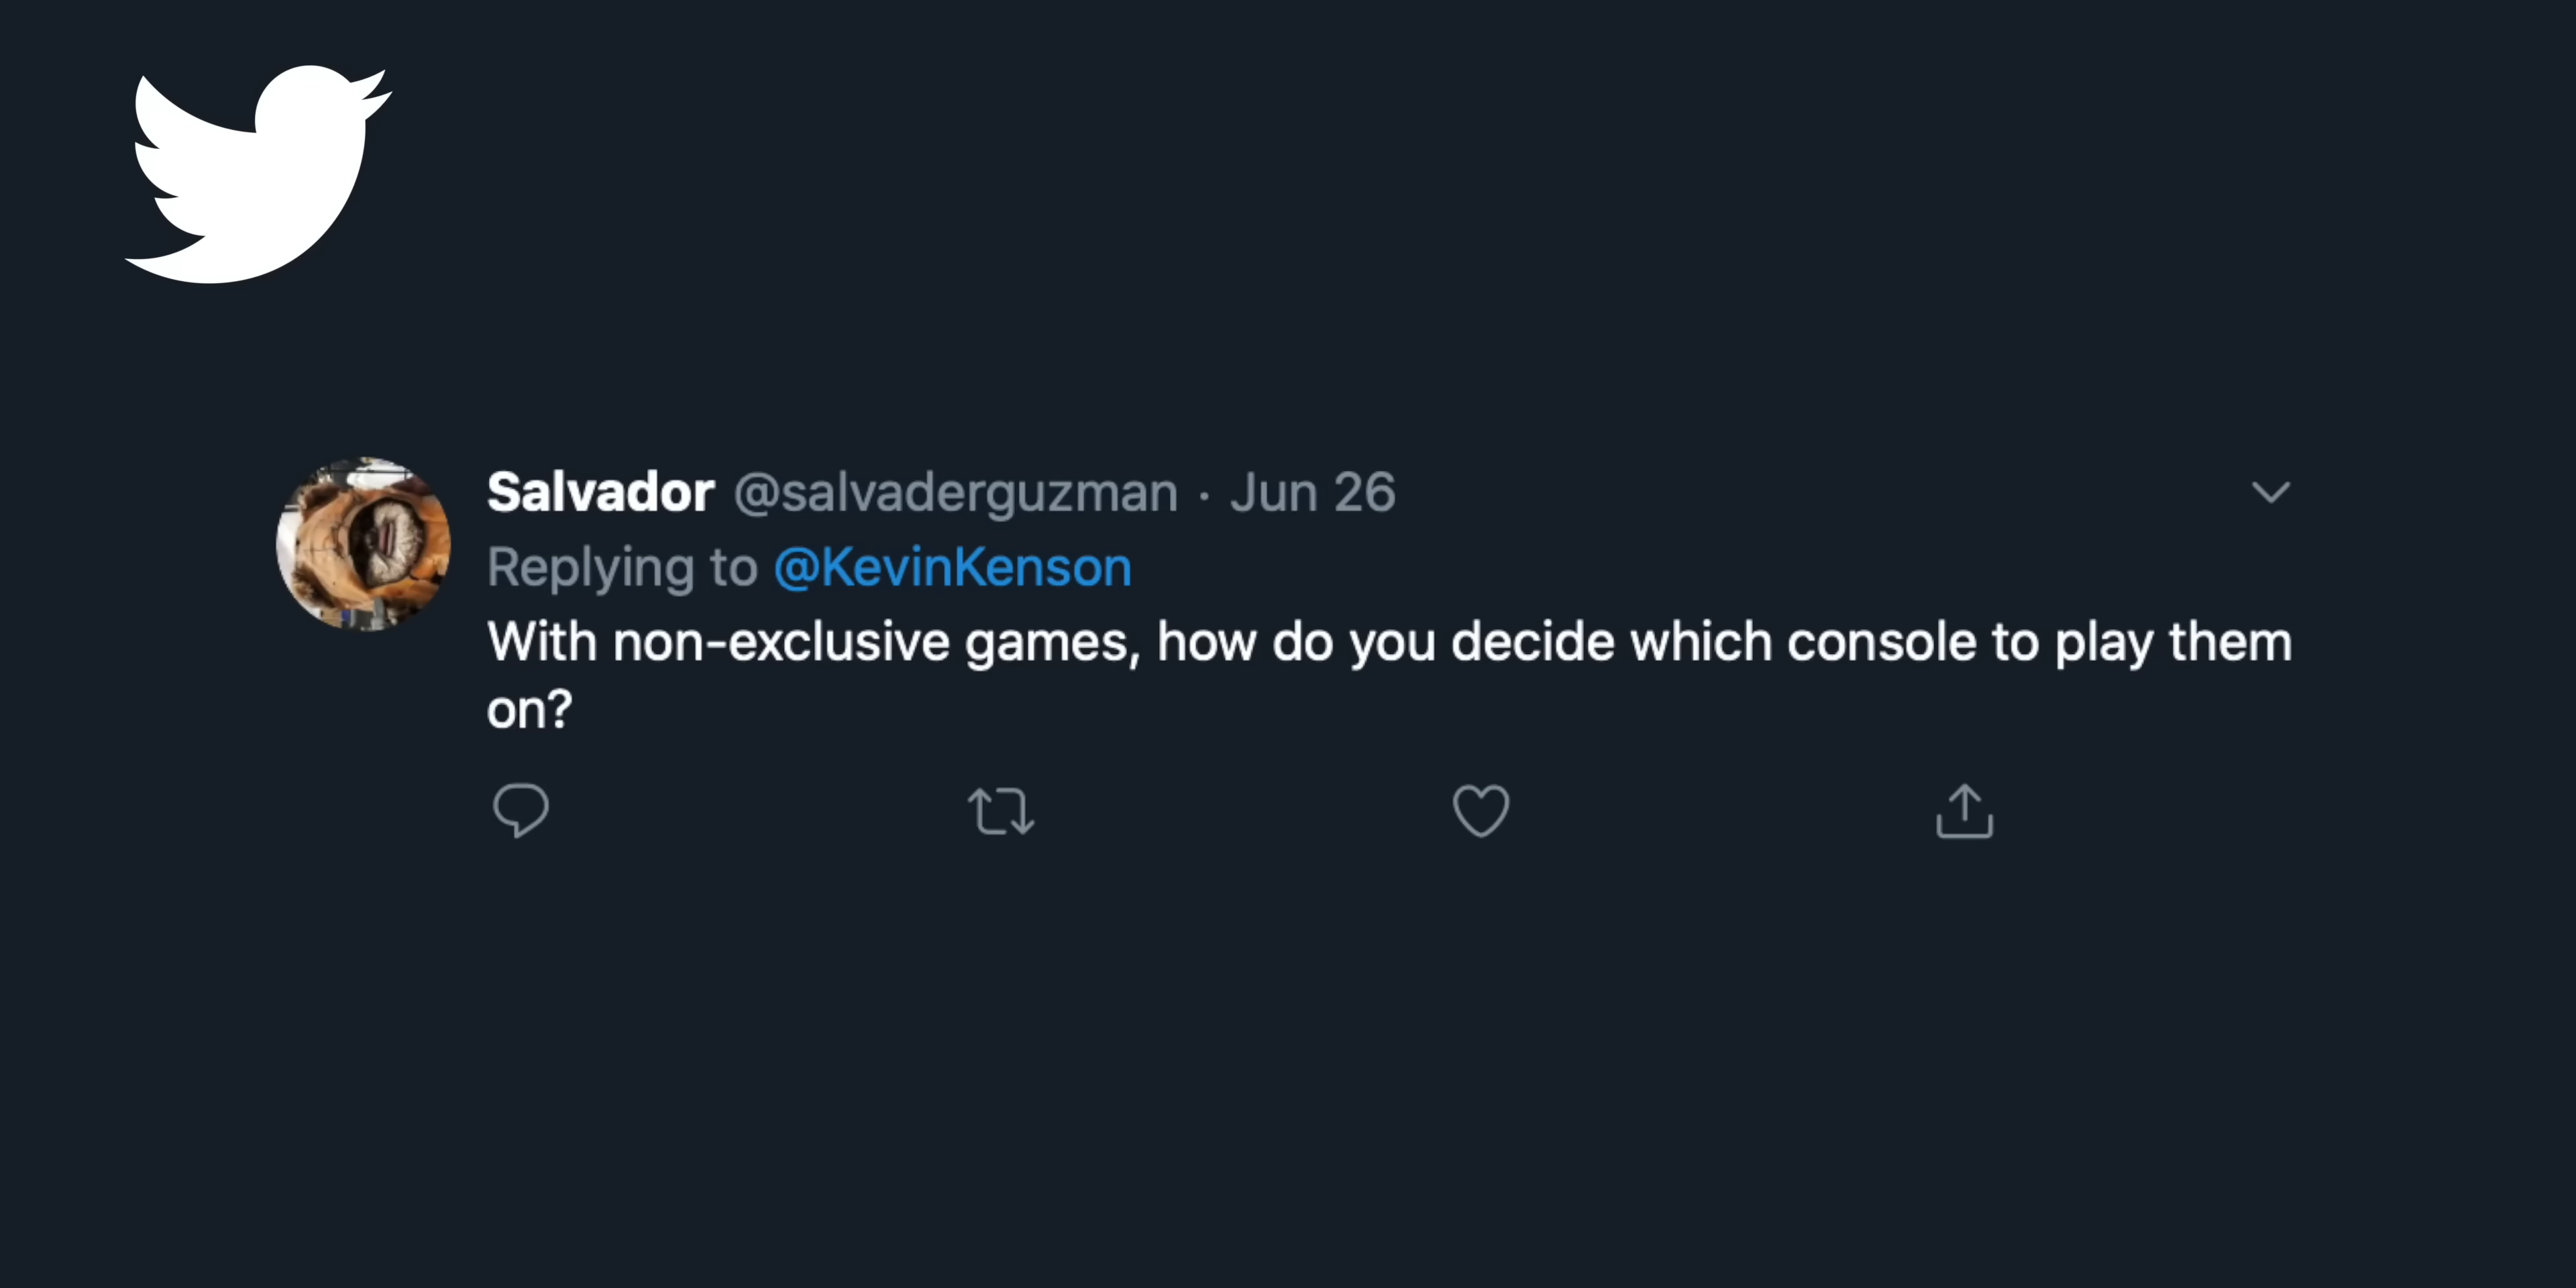 Salvador @salvaderguzman · Jun 26
Replying to @KevinKenson
With non-exclusive games, how do you decide which console to play them
on?